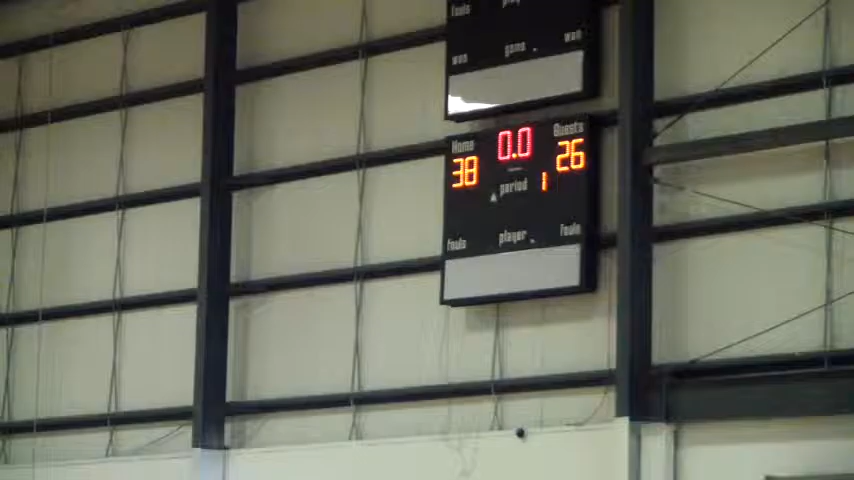 fouls
won game won
Home 0.0 Guests
38 26
period 1
fouls player fouls